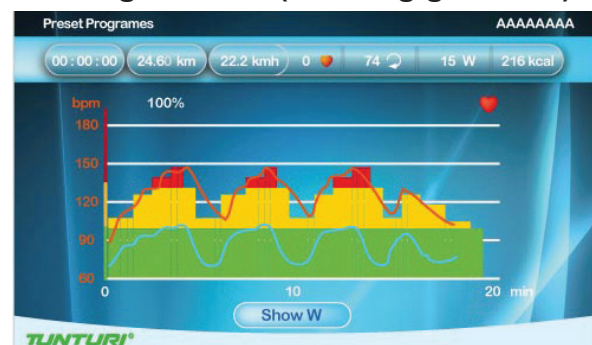 Preset Programes AAAAAAAA
00:00:00 24.60 km 22.2 kmh 0 74 15 W 216 kcal
bpm 100%
180
150
120
90
60
0 10 20 min
Show W
TUNTURI®